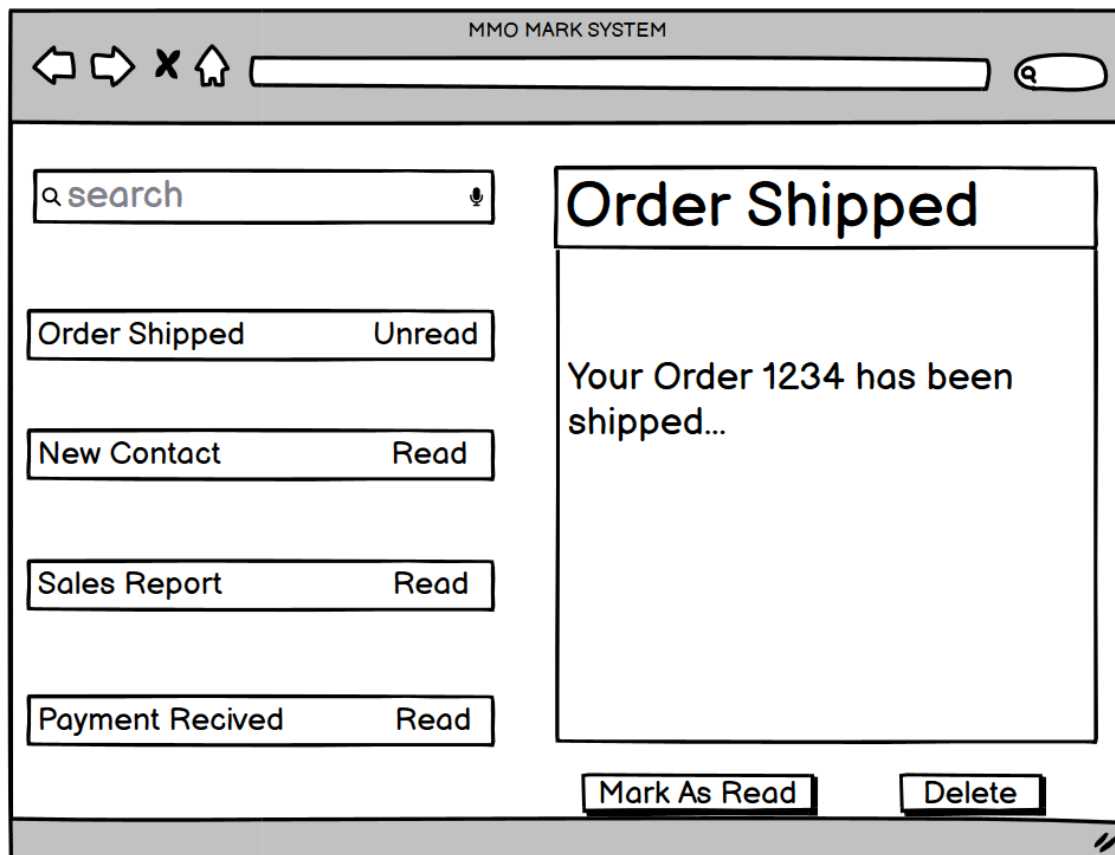 MMO MARK SYSTEM
search
Order Shipped Unread
New Contact Read
Sales Report Read
Payment Recived Read
Order Shipped
Your Order 1234 has been
shipped...
Mark As Read Delete